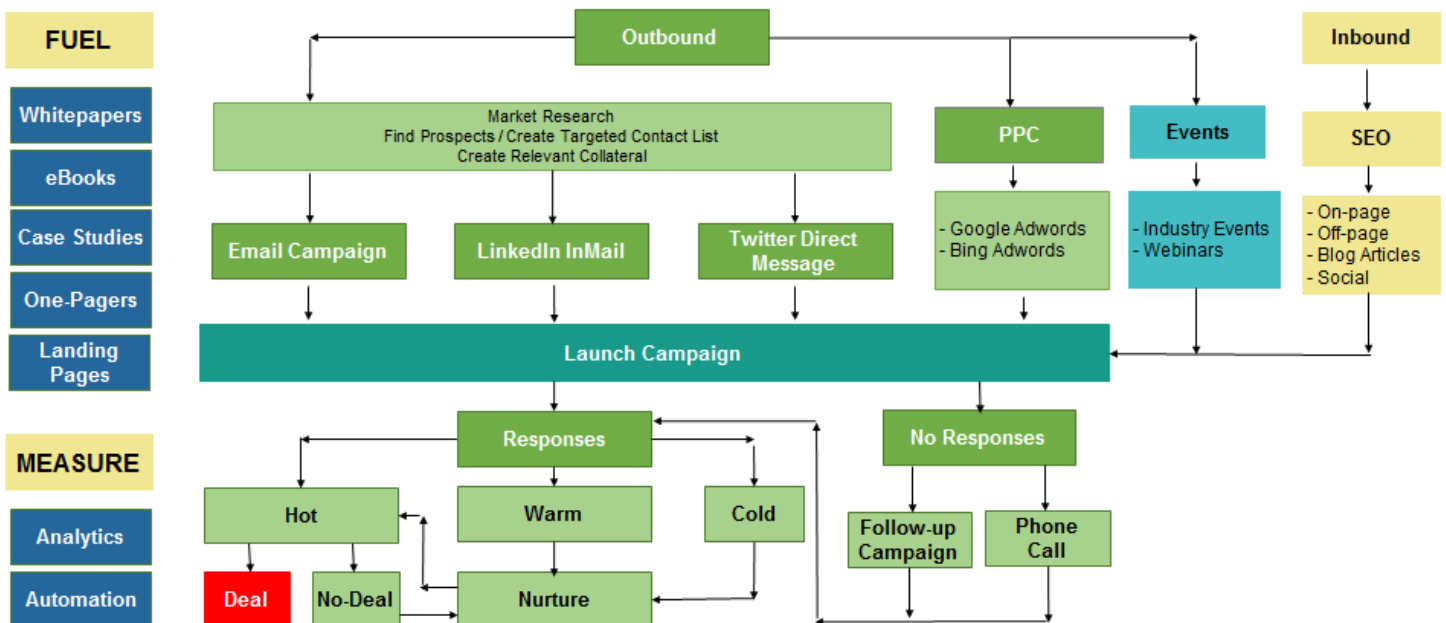 FUEL
Whitepapers
eBooks
Case Studies
One-Pagers
Landing
Pages
MEASURE
Analytics
Automation
Outbound
Inbound
Market Research
Find Prospects / Create Targeted Contact List
Create Relevant Collateral
PPC
Events
SEO
Email Campaign
LinkedIn InMail
Twitter Direct
Message
- Google Adwords
- Bing Adwords
- Industry Events
- Webinars
- On-page
- Off-page
- Blog Articles
- Social
Launch Campaign
Responses
No Responses
Hot
Warm
Cold
Follow-up
Campaign
Phone
Call
Deal
No-Deal
Nurture